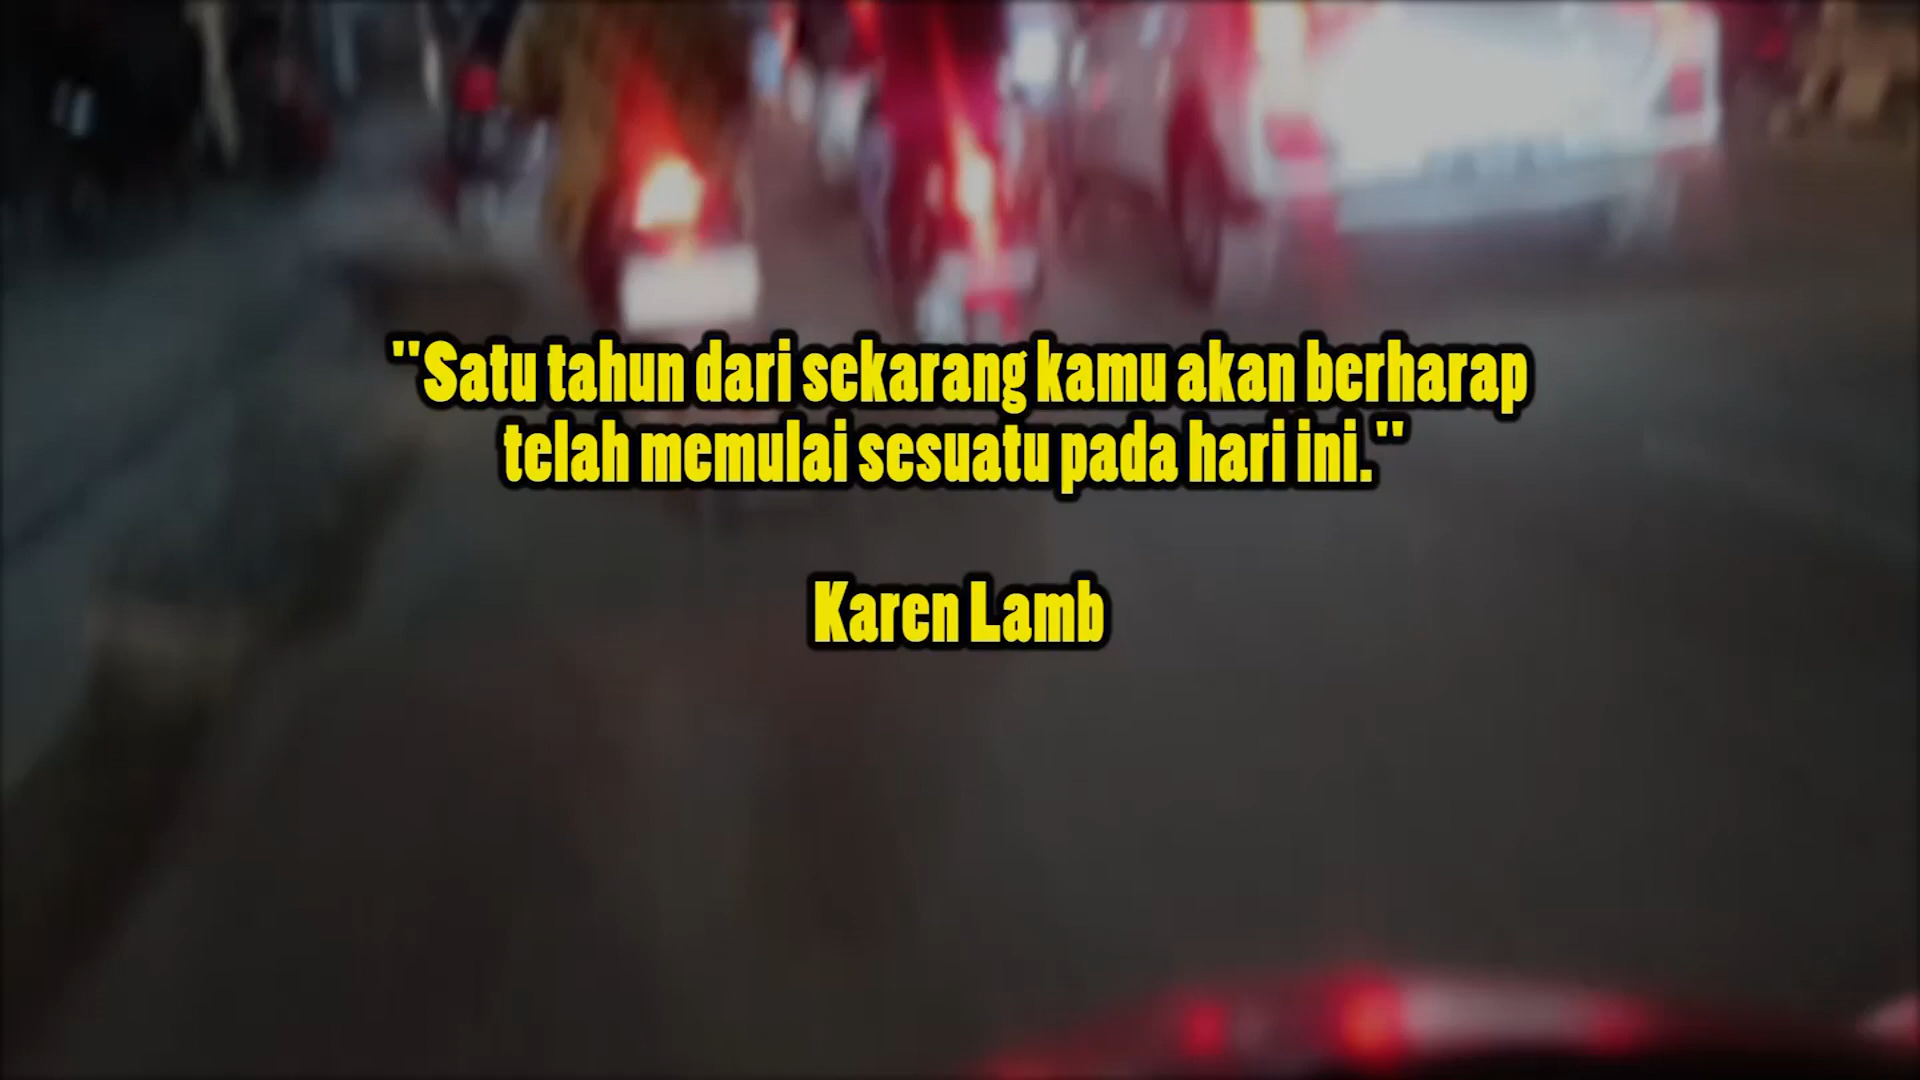 "Satu tahun dari sekarang kamu akan berharap
telah memulai sesuatu pada hari ini."
Karen Lamb